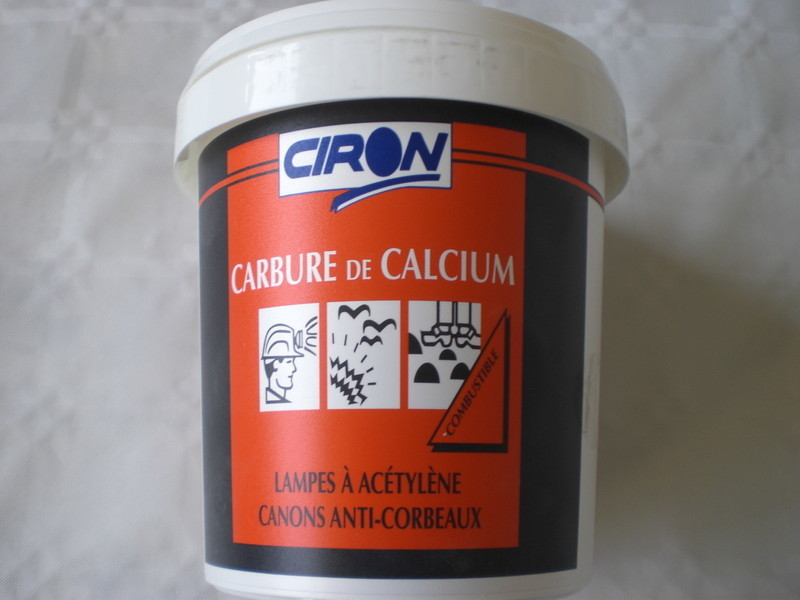 CIRON
CARBURE DE CALCIUM
COMBUSTIBLE
LAMPES À ACÉTYLÈNE
CANONS ANTI-CORBEAUX